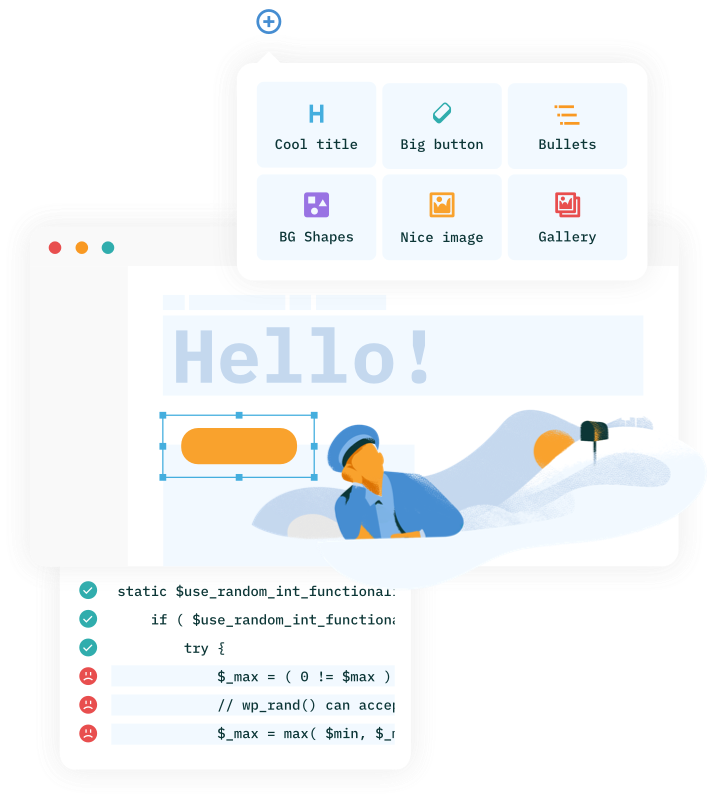 H
Cool title
Big button
Bullets
BG Shapes
Nice image
Gallery
Hello!
static $use_random_int_functionali
if ( $use_random_int_functiona
try {
$_max = ( 0 != $max )
// wp_rand() can accep
$_max = max( $min, $_